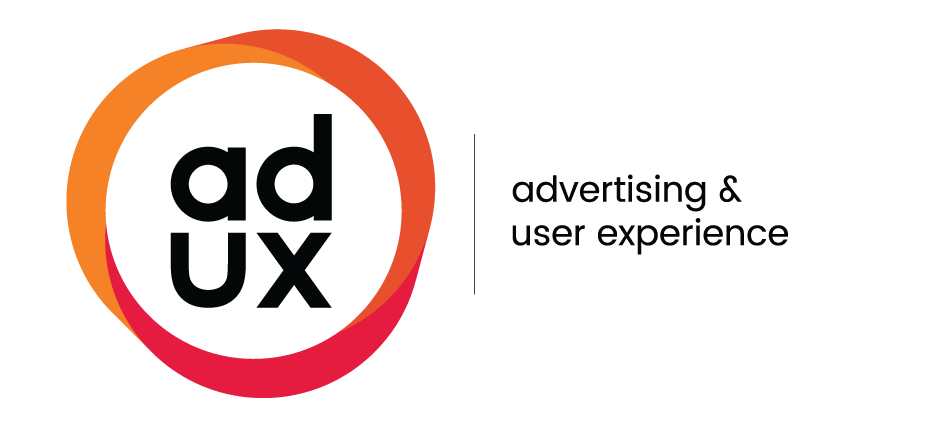 ad
ux
advertising &
user experience